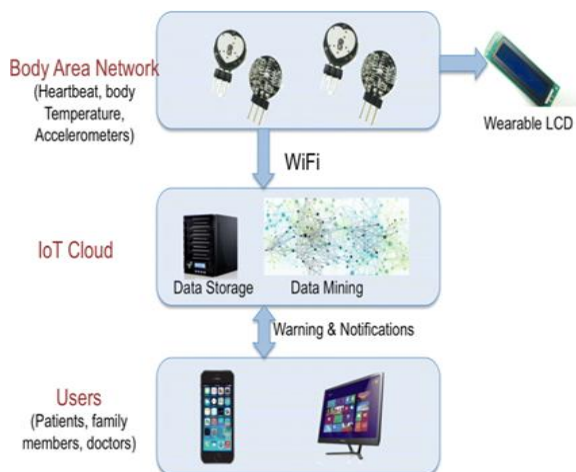 Body Area Network
(Heartbeat, body
Temperature,
Accelerometers)
Wearable LCD
WiFi
IoT Cloud
Data Storage
Data Mining
Warning & Notifications
Users
(Patients, family
members, doctors)